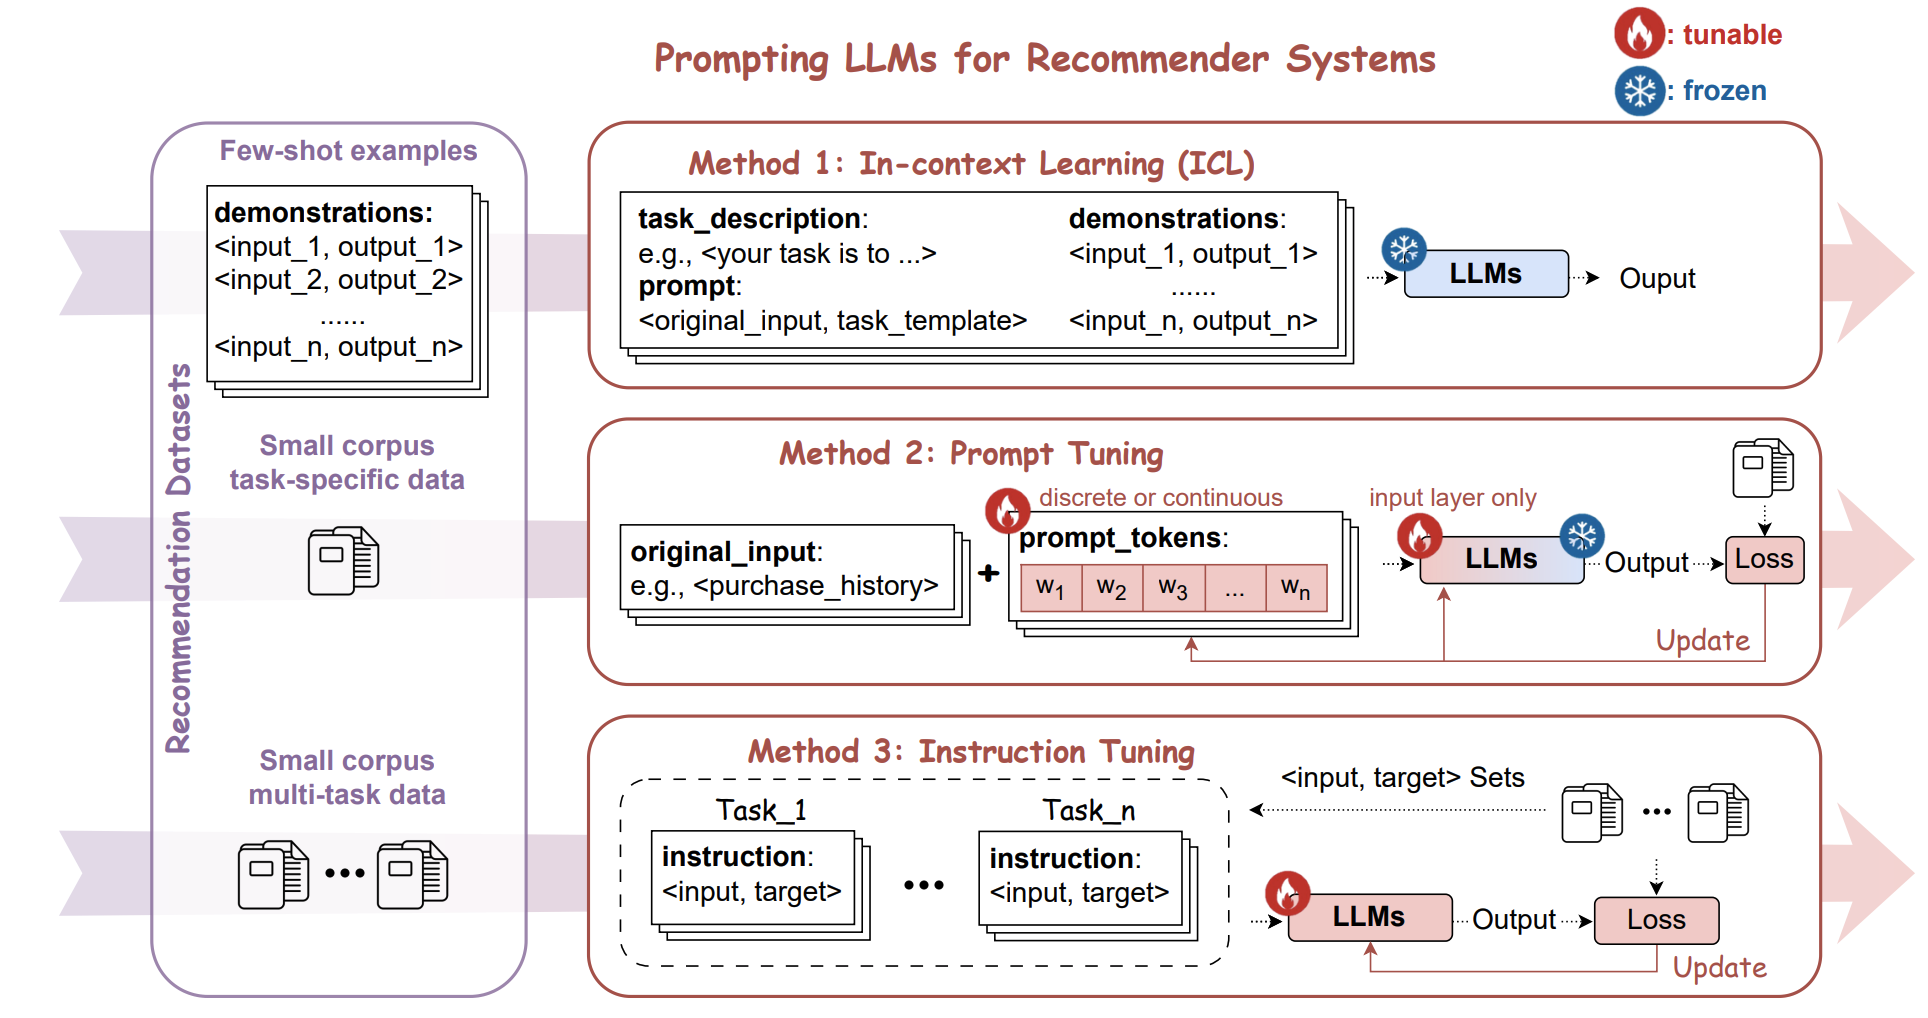 Prompting LLMs for Recommender Systems
: tunable
: frozen
Recommendation Datasets
Few-shot examples
demonstrations:
<input_1, output_1>
<input_2, output_2>
......
<input_n, output_n>
Small corpus
task-specific data
Small corpus
multi-task data
Method 1: In-context Learning (ICL)
task_description:
e.g., <your task is to ...>
prompt:
<original_input, task_template>
demonstrations:
<input_1, output_1>
......
<input_n, output_n>
LLMs
Ouput
Method 2: Prompt Tuning
original_input:
e.g., <purchase_history>
+
discrete or continuous
prompt_tokens:
w1 w2 w3 ... wn
input layer only
LLMs
Output
Loss
Update
Method 3: Instruction Tuning
Task_1
instruction:
<input, target>
...
Task_n
instruction:
<input, target>
<input, target> Sets
...
LLMs
Output
Loss
Update